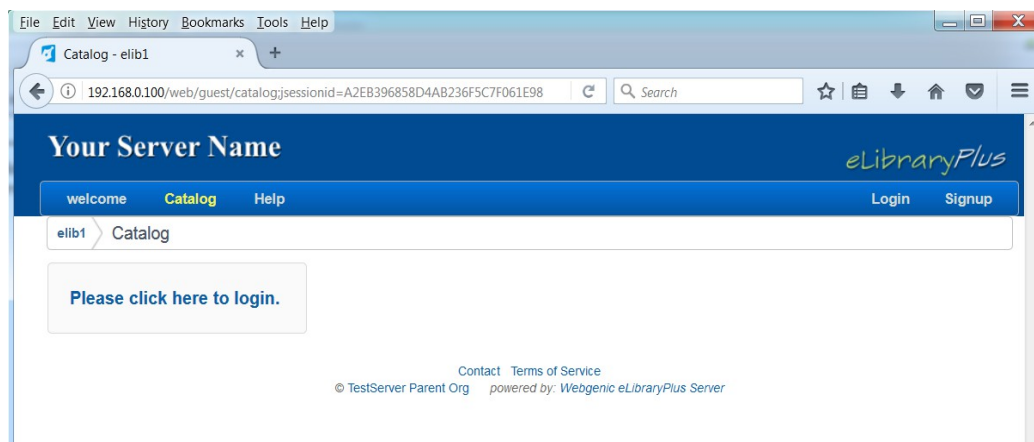 File Edit View History Bookmarks Tools Help
Catalog - elib1
192.168.0.100/web/guest/catalog;jsessionid=A2EB396858D4AB236F5C7F061E98
Search
Your Server Name
eLibraryPlus
welcome Catalog Help Login Signup
elib1 Catalog
Please click here to login.
Contact Terms of Service
© TestServer Parent Org powered by: Webgenic eLibraryPlus Server